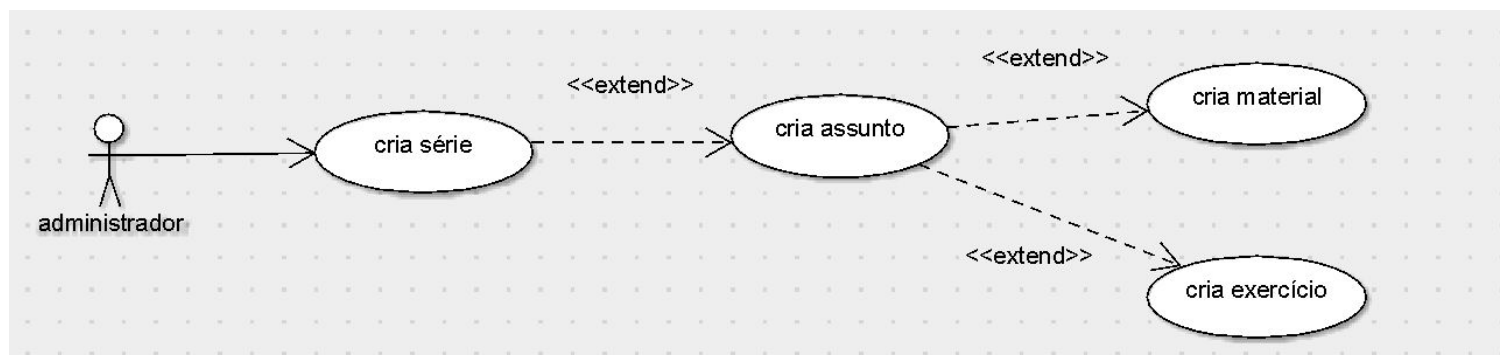 <<extend>>
cria material
<<extend>>
cria assunto
cria série
administrador
<<extend>>
cria exercício